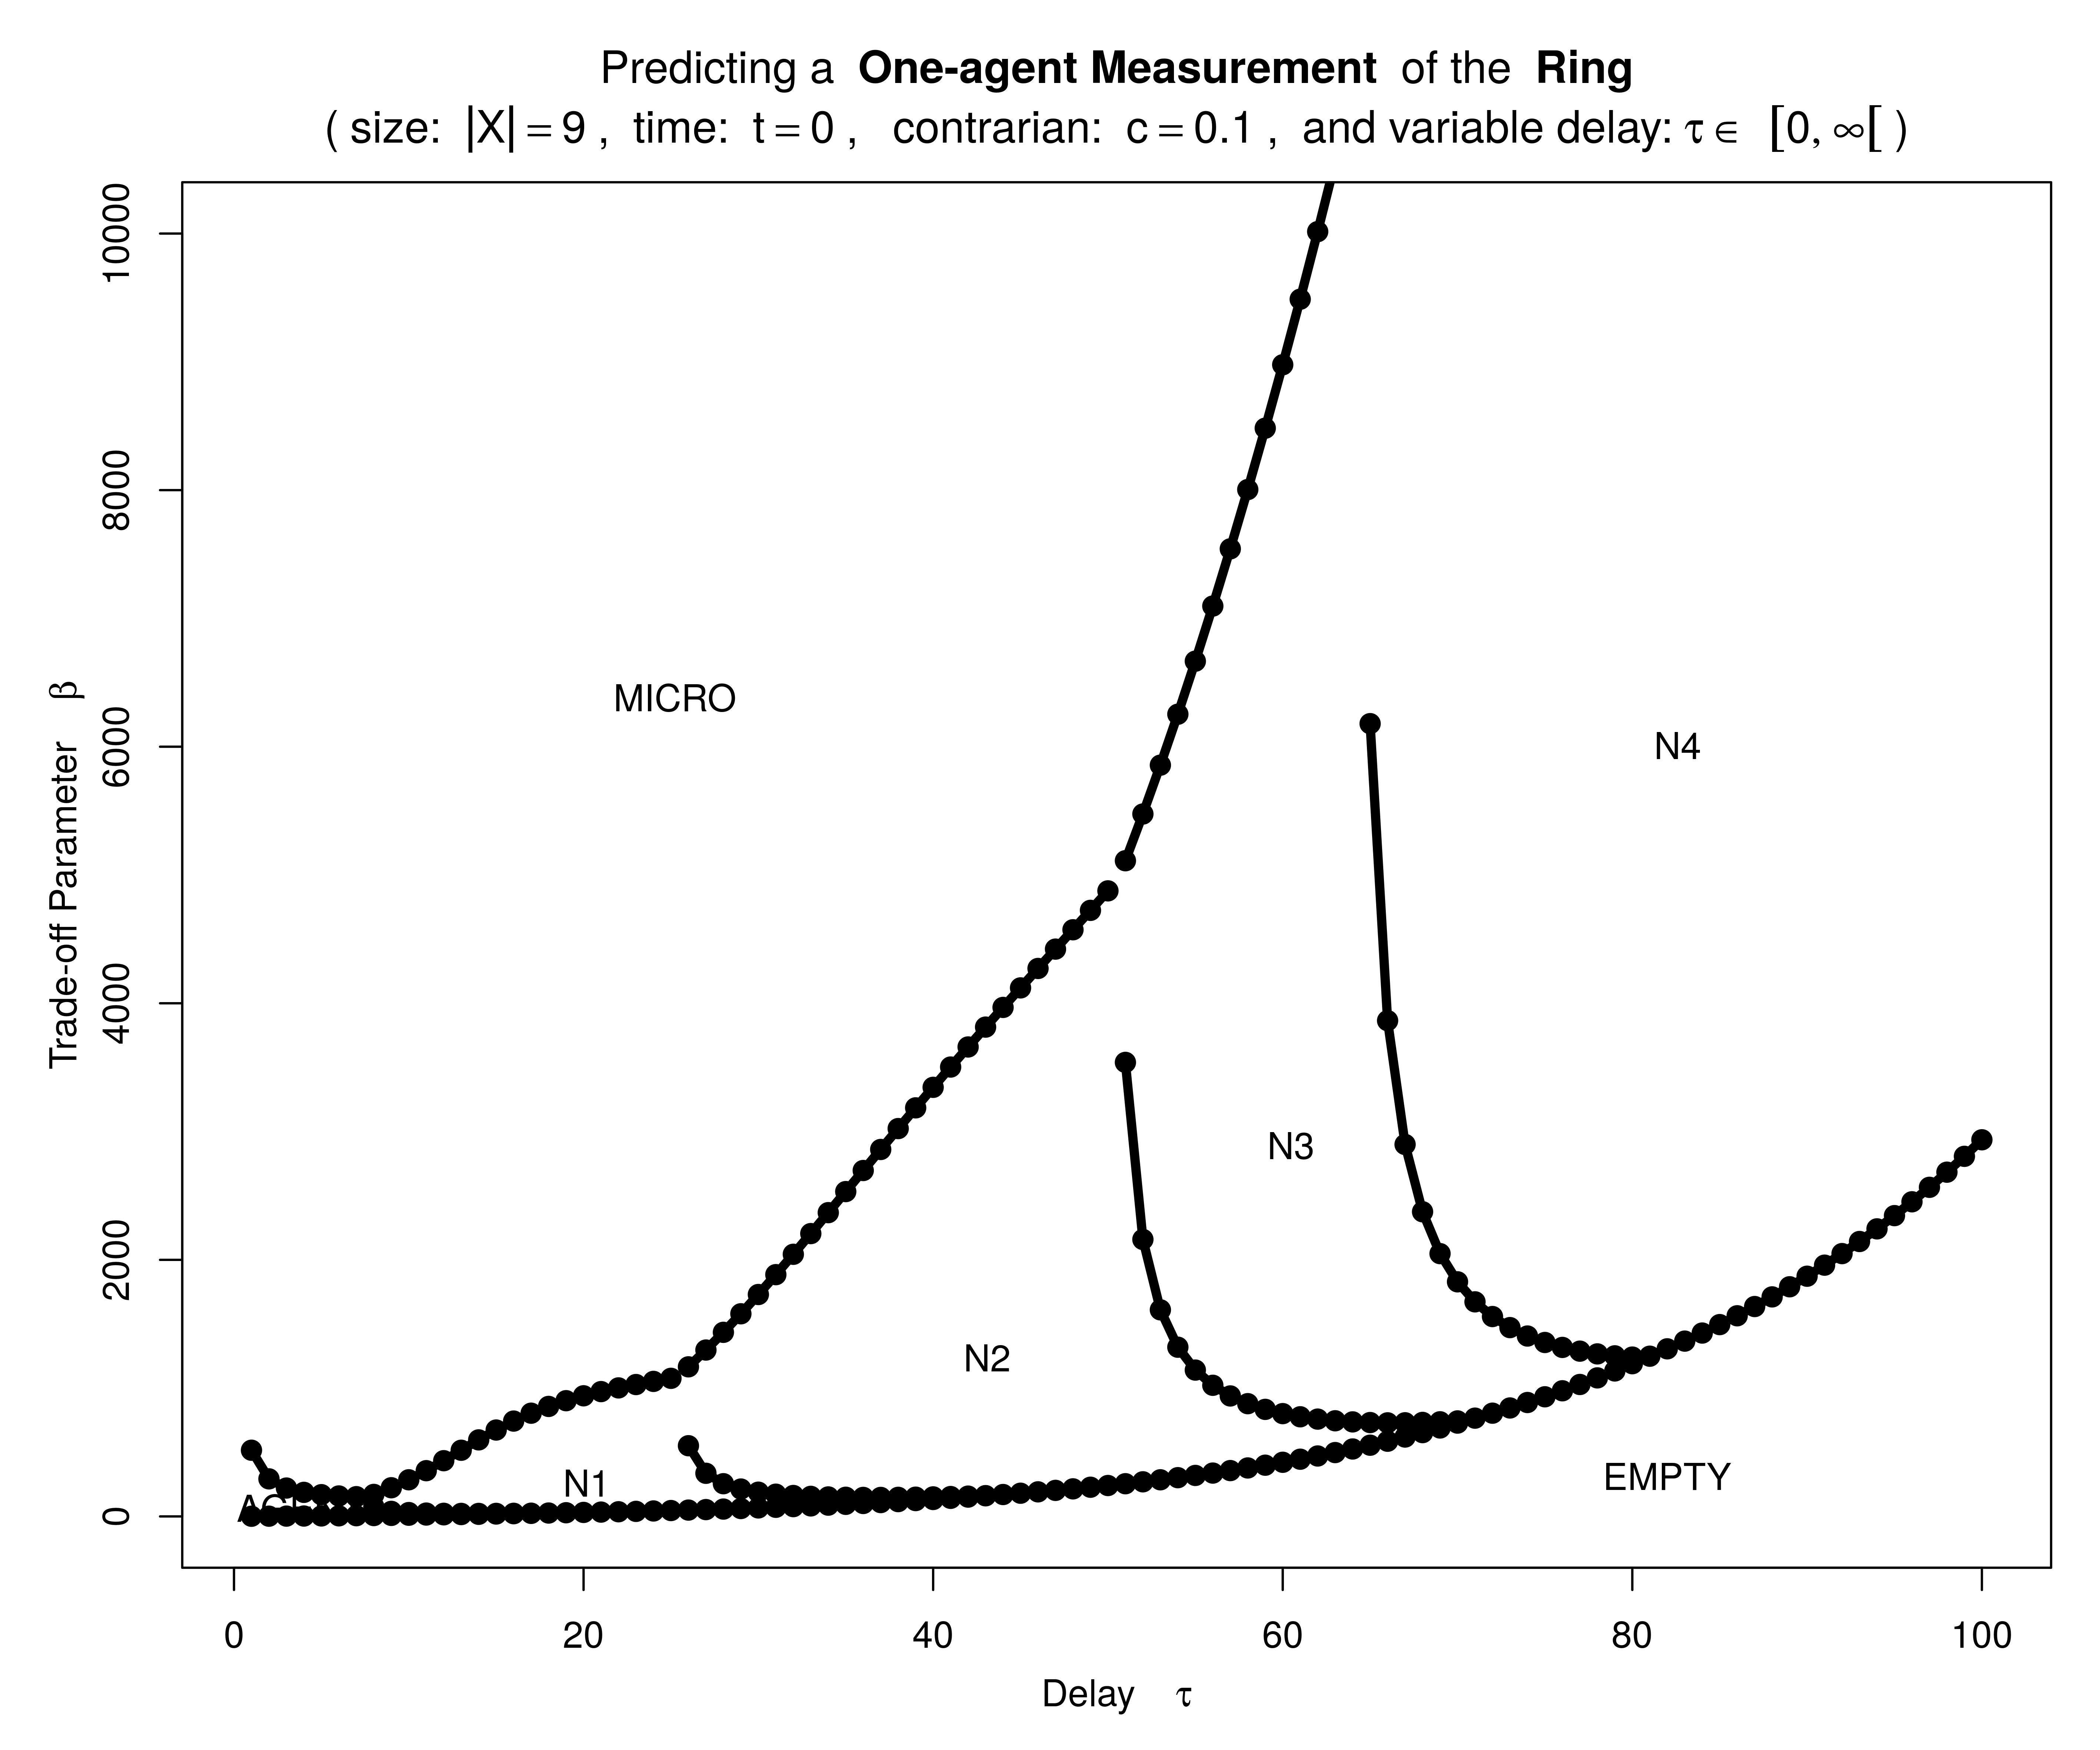 Predicting a One-agent Measurement of the Ring
( size: |X| = 9 , time: t = 0 , contrarian: c = 0.1 , and variable delay: τ ∈ [0, ∞[ )
Trade-off Parameter β
10000
8000
6000
4000
2000
0
MICRO
N4
N3
N2
N1
EMPTY
0 20 40 60 80 100
Delay τ